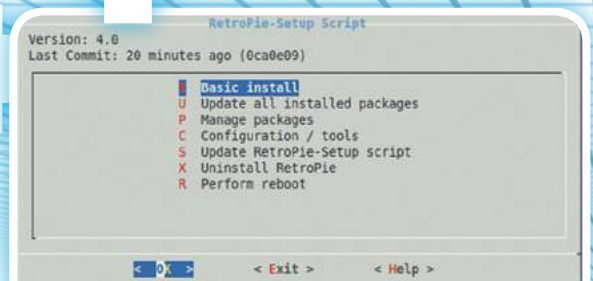 RetroPie-Setup Script
Version: 4.0
Last Commit: 20 minutes ago (0ca0e09)
Basic install
U Update all installed packages
P Manage packages
C Configuration / tools
S Update RetroPie-Setup script
X Uninstall RetroPie
R Perform reboot
< OK > < Exit > < Help >